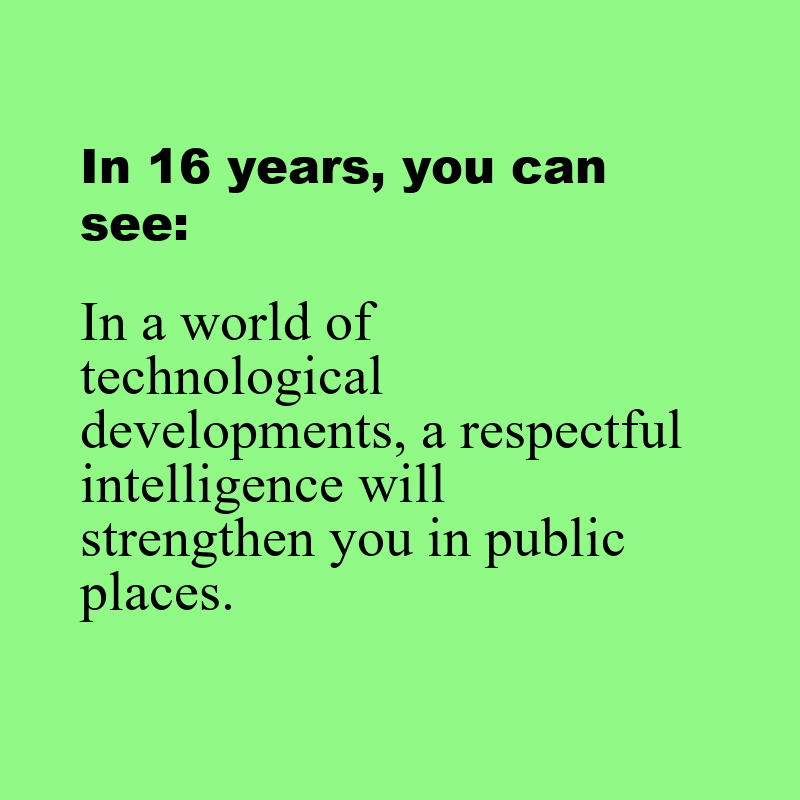 In 16 years, you can
see:
In a world of
technological
developments, a respectful
intelligence will
strengthen you in public
places.